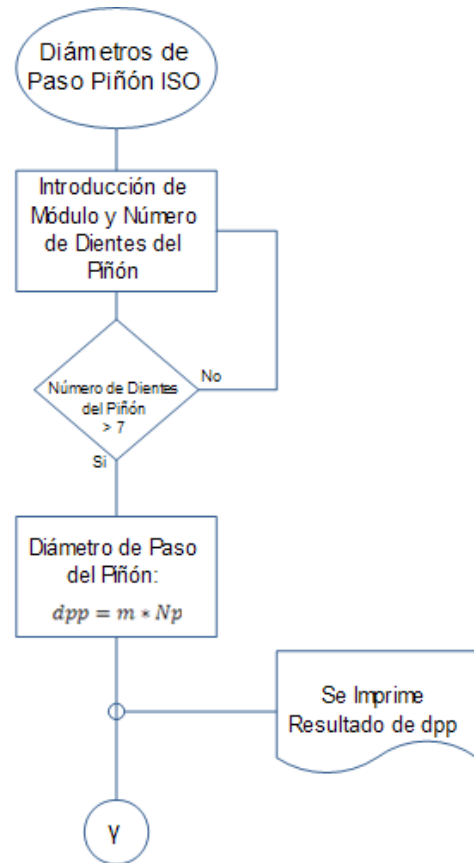 Diámetros de
Paso Piñón ISO
Introducción de
Módulo y Número
de Dientes del
Piñón
No
Número de Dientes
del Piñón
> 7
Si
Diámetro de Paso
del Piñón:
dpp = m * Np
Se Imprime
Resultado de dpp
γ